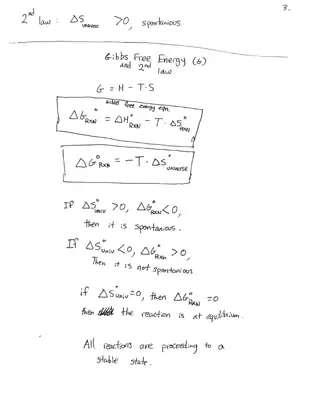 3.
2nd law : ΔS universe >0, spontaneous
Gibbs Free Energy (G)
and 2nd law
G = H - T·S
Gibbs free energy eqn.
ΔG°RXN = ΔH°RXN - T·ΔS°RXN
ΔG°RXN = -T·ΔS°UNIVERSE
If ΔS°univ >0, ΔG°RXN <0,
then it is spontanious.
If ΔS°univ <0, ΔG°RXN >0,
Then it is not spontanious.
if ΔS°univ =0, then ΔG°RXN =0
then the reaction is at equilibrium.
All reactions are proceeding to a
stable state.